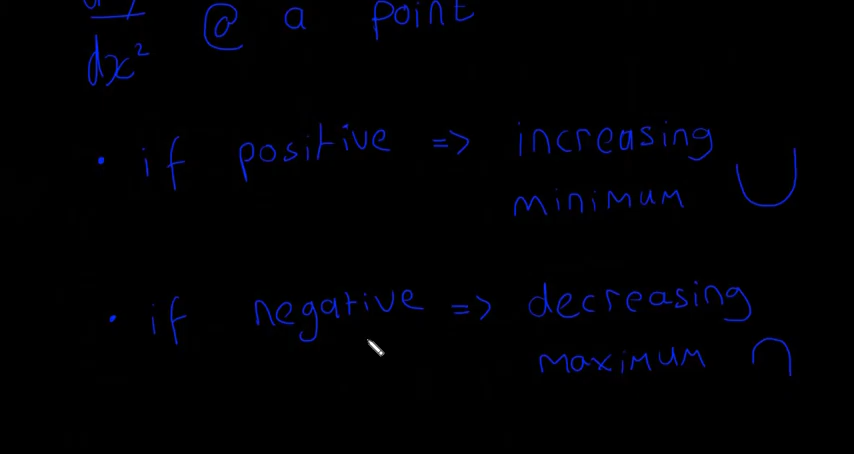 dx² @ a point
• if positive => increasing
minimum
• if negative => decreasing
maximum